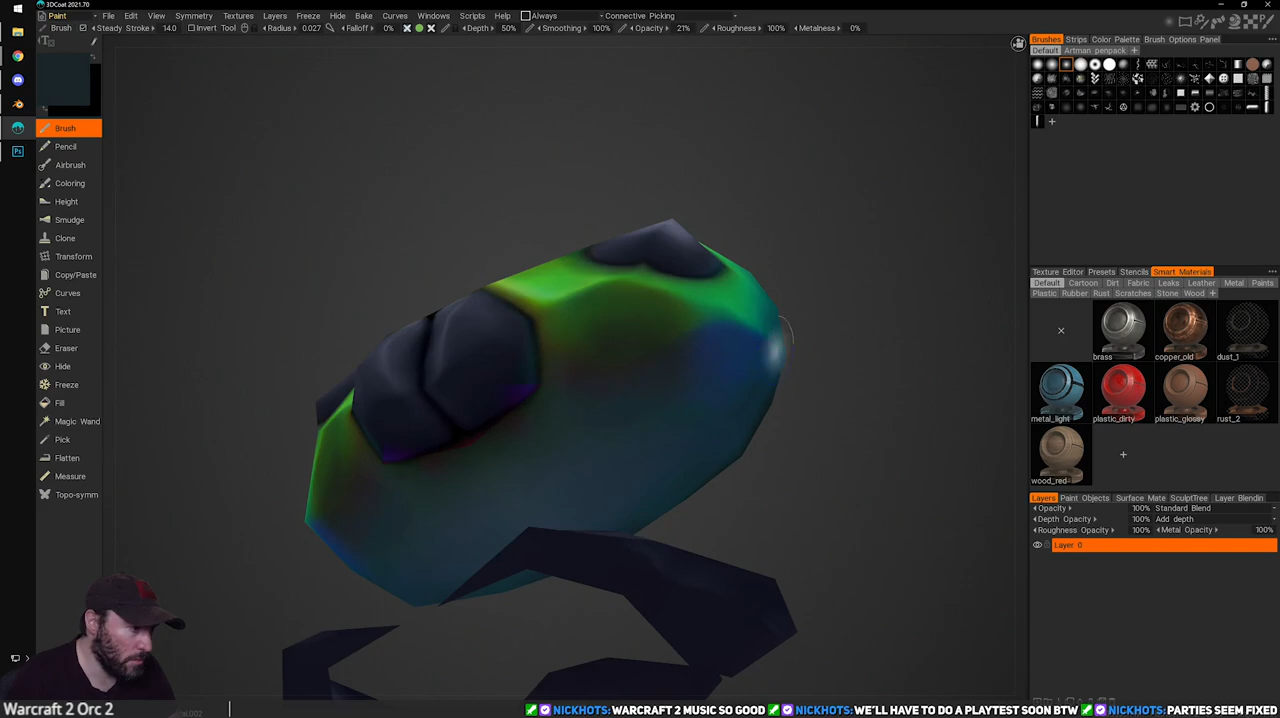 3DCoat 2021.70
Paint File Edit View Symmetry Textures Layers Freeze Bake Curves Windows Scripts Help Always Connective Picking
Brush Steady Stroke 14.0 Invert Tool Radius 0.027 Falloff 0% Depth 50% Smoothing 100% Opacity 21% Roughness 100% Metalness 0%
Brushes Strips Color Palette Brush Options Panel
Default Artman penpack
Brush
Pencil
Airbrush
Coloring
Height
Smudge
Clone
Transform
Copy/Paste
Curves
Text
Picture
Eraser
Hide
Freeze
Fill
Magic Wand
Pick
Flatten
Measure
Topo-symm
Texture Editor Presets Stencils Smart Materials
Default Cartoon Dirt Fabric Leaks Leather Metal Paints
Plastic Rubber Rust Scratches Stone Wood
brass copper_old dust_1
metal_light plastic_dirty plastic_glossy rust_2
wood_red
Layers Paint Objects Surface Mate SculptTree Layer Blendin
Opacity 100% Standard Blend
Depth Opacity 100% Add depth
Roughness Opacity 100% Metal Opacity 100%
Layer 0
Warcraft 2 Orc 2
NICKHOTS: WARCRAFT 2 MUSIC SO GOOD NICKHOTS: WE'LL HAVE TO DO A PLAYTEST SOON BTW NICKHOTS: PARTIES SEEM FIXED